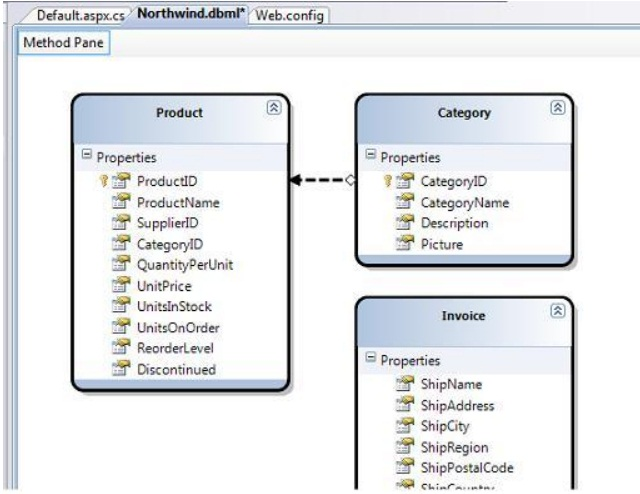 Default.aspx.cs Northwind.dbml* Web.config
Method Pane
Product
Properties
ProductID
ProductName
SupplierID
CategoryID
QuantityPerUnit
UnitPrice
UnitsInStock
UnitsOnOrder
ReorderLevel
Discontinued
Category
Properties
CategoryID
CategoryName
Description
Picture
Invoice
Properties
ShipName
ShipAddress
ShipCity
ShipRegion
ShipPostalCode
ShipCountry